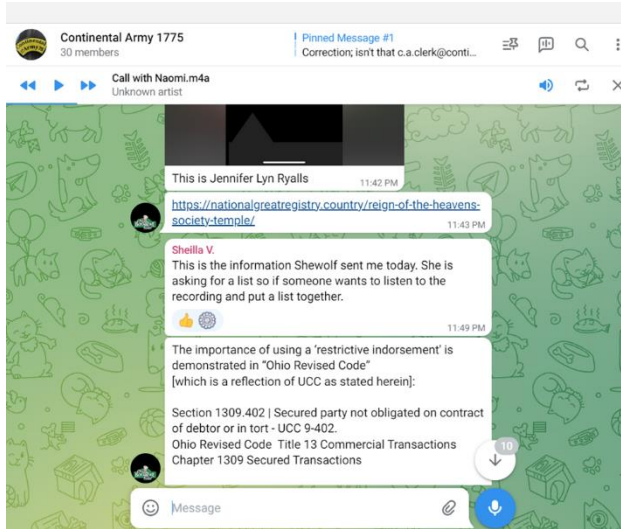 Continental Army 1775
30 members
Pinned Message #1
Correction; isn't that c.a.clerk@conti...
Call with Naomi.m4a
Unknown artist
This is Jennifer Lyn Ryalls
11:42 PM
https://nationalgreatregistry.country/reign-of-the-heavens-
society-temple/
11:43 PM
Sheilla V.
This is the information Shewolf sent me today. She is
asking for a list so if someone wants to listen to the
recording and put a list together.
11:49 PM
The importance of using a 'restrictive indorsement' is
demonstrated in “Ohio Revised Code”
[which is a reflection of UCC as stated herein]:
Section 1309.402 | Secured party not obligated on contract
of debtor or in tort - UCC 9-402.
Ohio Revised Code Title 13 Commercial Transactions
Chapter 1309 Secured Transactions
10
Message